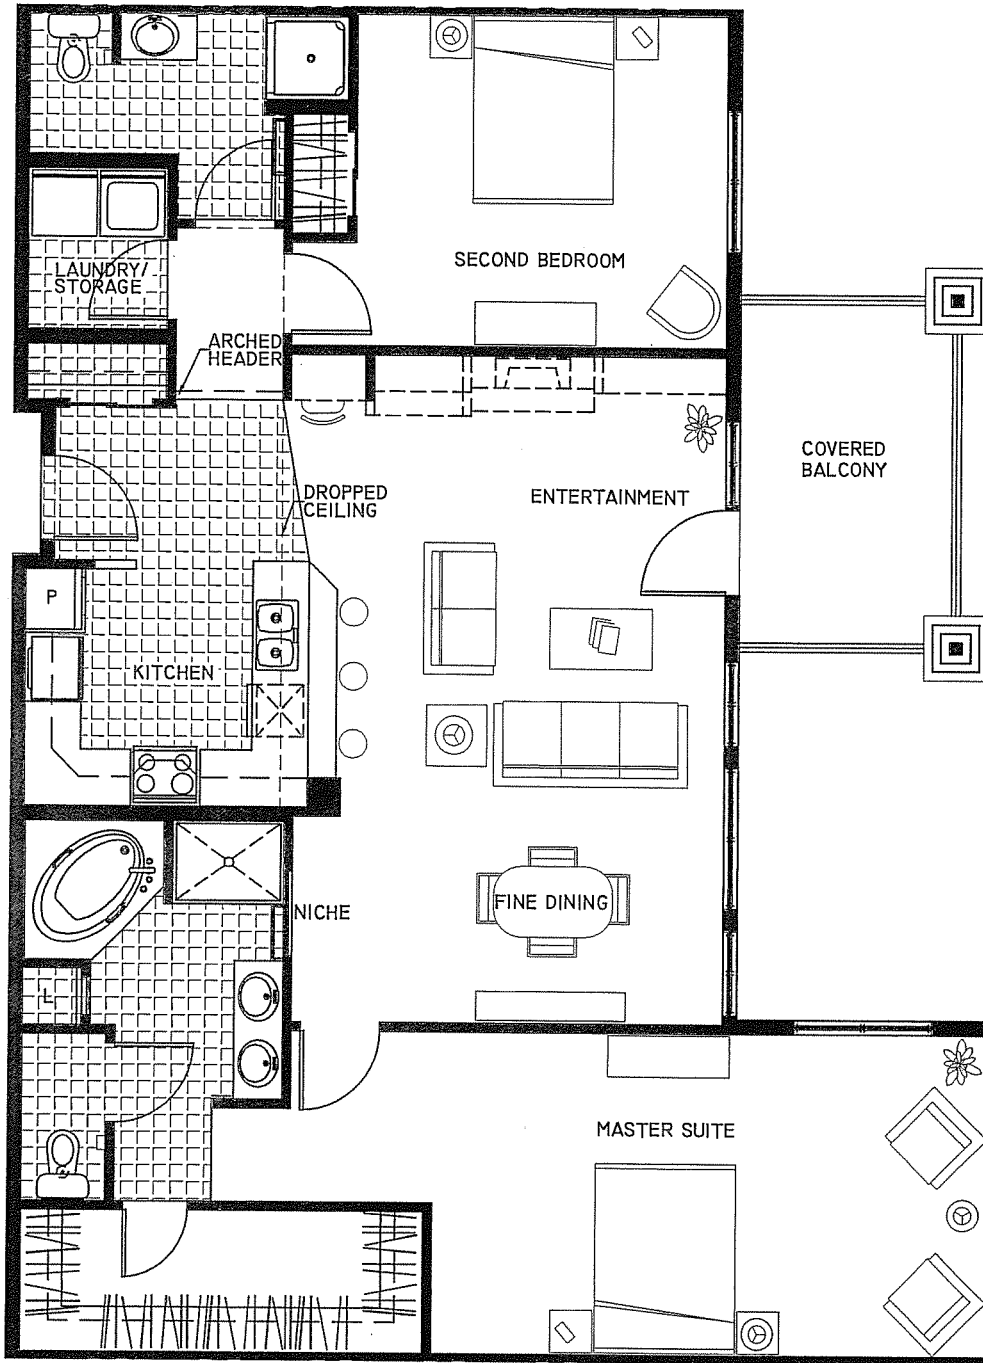 SECOND BEDROOM
LAUNDRY/
STORAGE
ARCHED
HEADER
COVERED
BALCONY
DROPPED
CEILING
ENTERTAINMENT
P
KITCHEN
FINE DINING
NICHE
L
MASTER SUITE